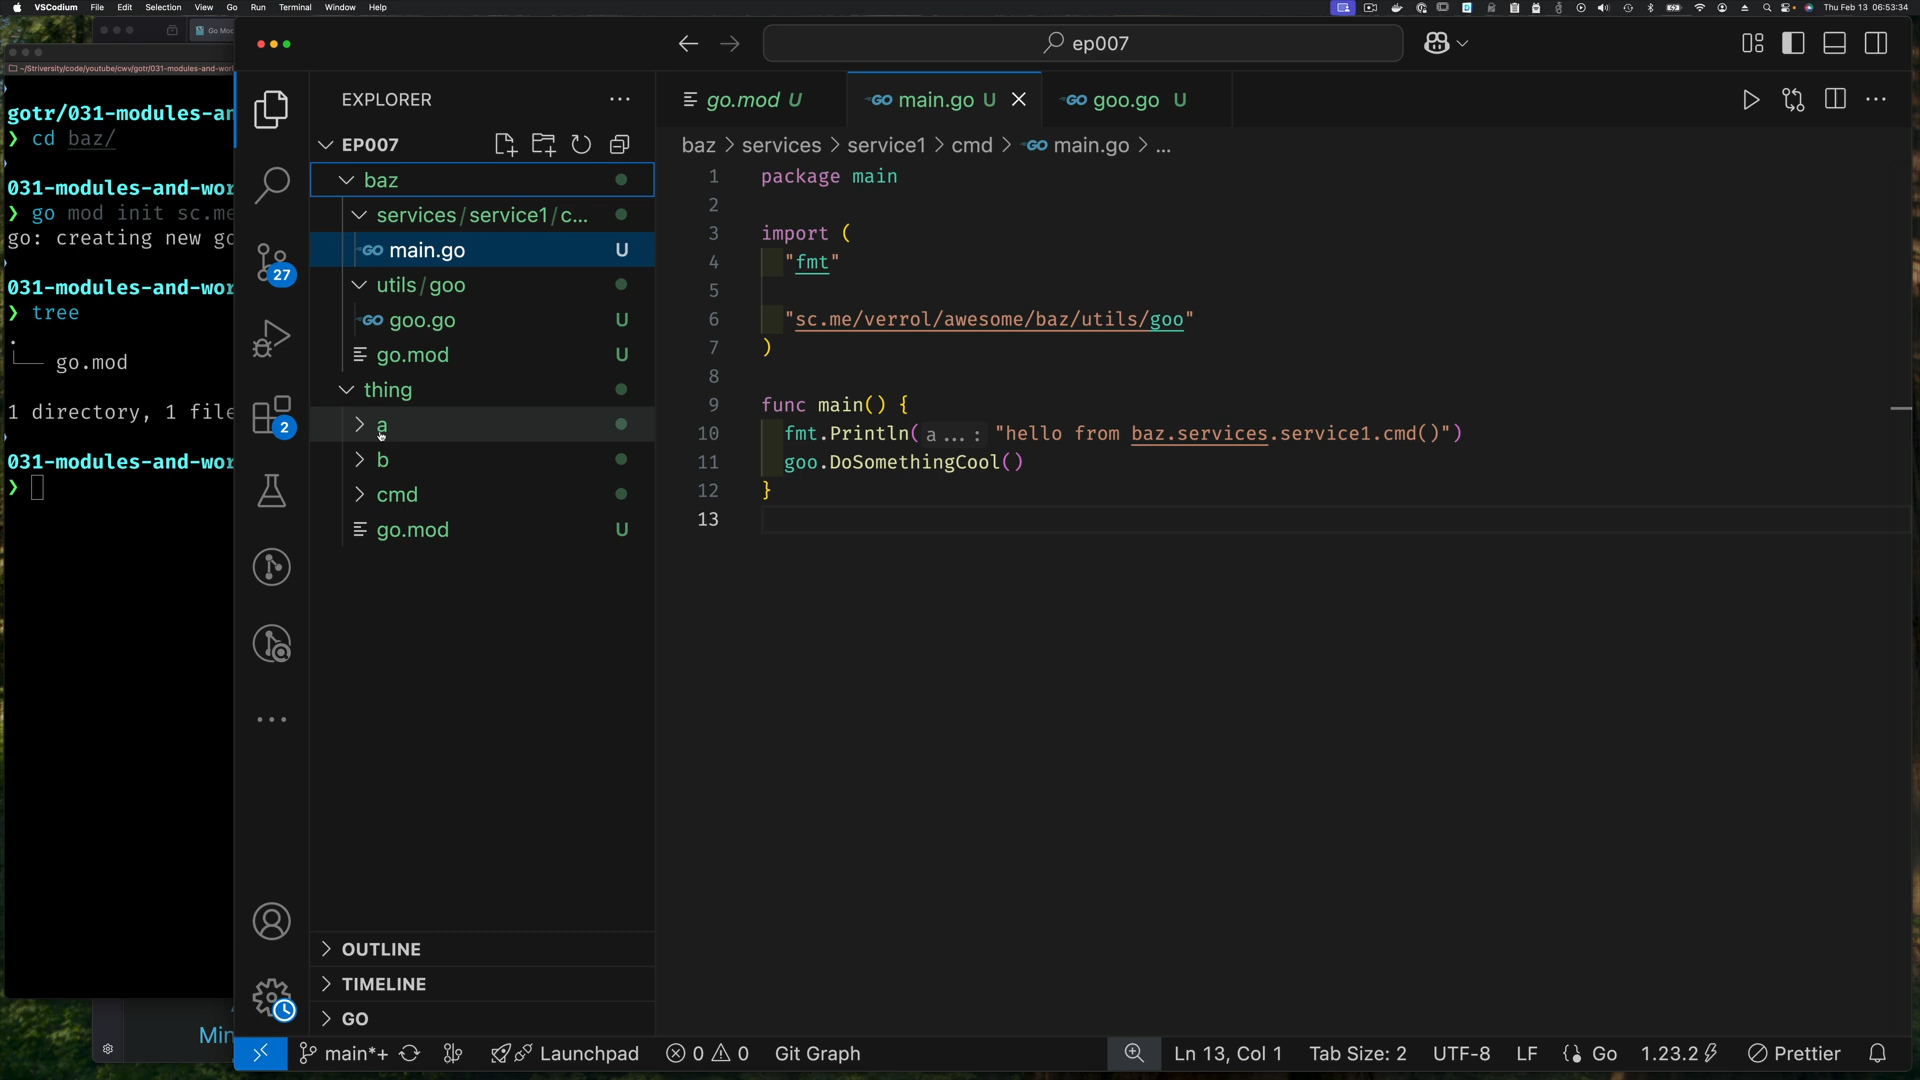 VSCodium File Edit Selection View Go Run Terminal Window Help
Thu Feb 13 06:53:34
Go Mod
~/Striversity/code/youtube/cwv/gotr/031-modules-and-wor
gotr/031-modules-an
❯ cd baz/
031-modules-and-wor
❯ go mod init sc.me
go: creating new go
031-modules-and-wor
❯ tree
.
└── go.mod
1 directory, 1 file
031-modules-and-wor
❯
Min
ep007
EXPLORER
EP007
baz
services/service1/c...
main.go U
utils/goo
goo.go U
go.mod U
thing
a
b
cmd
go.mod U
OUTLINE
TIMELINE
GO
27
2
go.mod U
main.go U
goo.go U
baz > services > service1 > cmd > main.go > ...
1 package main
2
3 import (
4 "fmt"
5
6 "sc.me/verrol/awesome/baz/utils/goo"
7 )
8
9 func main() {
10 fmt.Println(a...: "hello from baz.services.service1.cmd()")
11 goo.DoSomethingCool()
12 }
13
main*+ Launchpad 0 0 Git Graph Ln 13, Col 1 Tab Size: 2 UTF-8 LF Go 1.23.2 Prettier